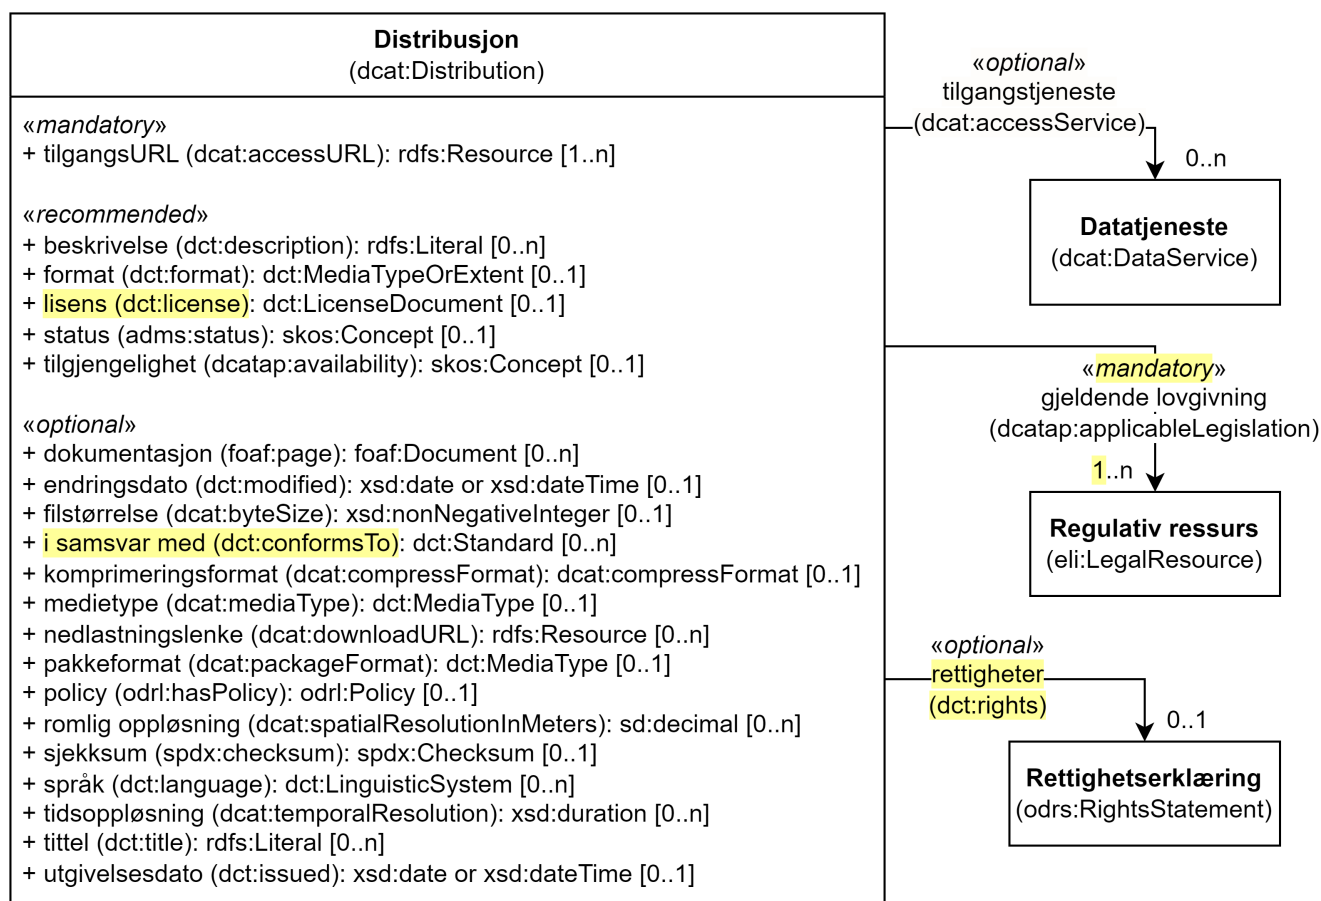 Distribusjon
(dcat:Distribution)
«mandatory»
+ tilgangsURL (dcat:accessURL): rdfs:Resource [1..n]
«recommended»
+ beskrivelse (dct:description): rdfs:Literal [0..n]
+ format (dct:format): dct:MediaTypeOrExtent [0..1]
+ lisens (dct:license): dct:LicenseDocument [0..1]
+ status (adms:status): skos:Concept [0..1]
+ tilgjengelighet (dcatap:availability): skos:Concept [0..1]
«optional»
+ dokumentasjon (foaf:page): foaf:Document [0..n]
+ endringsdato (dct:modified): xsd:date or xsd:dateTime [0..1]
+ filstørrelse (dcat:byteSize): xsd:nonNegativeInteger [0..1]
+ i samsvar med (dct:conformsTo): dct:Standard [0..n]
+ komprimeringsformat (dcat:compressFormat): dcat:compressFormat [0..1]
+ medietype (dcat:mediaType): dct:MediaType [0..1]
+ nedlastningslenke (dcat:downloadURL): rdfs:Resource [0..n]
+ pakkeformat (dcat:packageFormat): dct:MediaType [0..1]
+ policy (odrl:hasPolicy): odrl:Policy [0..1]
+ romlig oppløsning (dcat:spatialResolutionInMeters): sd:decimal [0..n]
+ sjekksum (spdx:checksum): spdx:Checksum [0..1]
+ språk (dct:language): dct:LinguisticSystem [0..n]
+ tidsoppløsning (dcat:temporalResolution): xsd:duration [0..n]
+ tittel (dct:title): rdfs:Literal [0..n]
+ utgivelsesdato (dct:issued): xsd:date or xsd:dateTime [0..1]
«optional»
tilgangstjeneste
(dcat:accessService)
0..n
Datatjeneste
(dcat:DataService)
«mandatory»
gjeldende lovgivning
(dcatap:applicableLegislation)
1..n
Regulativ ressurs
(eli:LegalResource)
«optional»
rettigheter
(dct:rights)
0..1
Rettighetserklæring
(odrs:RightsStatement)